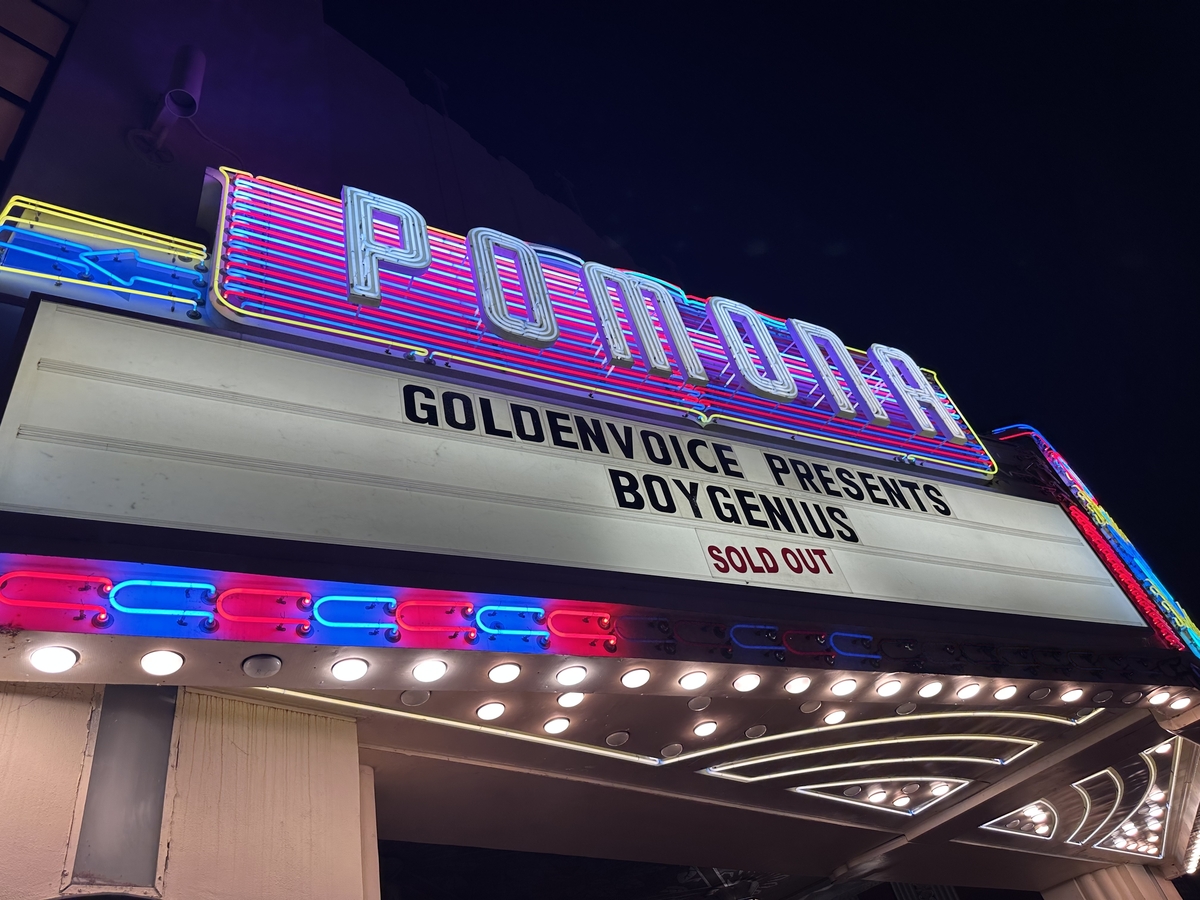 POMONA
GOLDENVOICE PRESENTS
BOYGENIUS
SOLD OUT